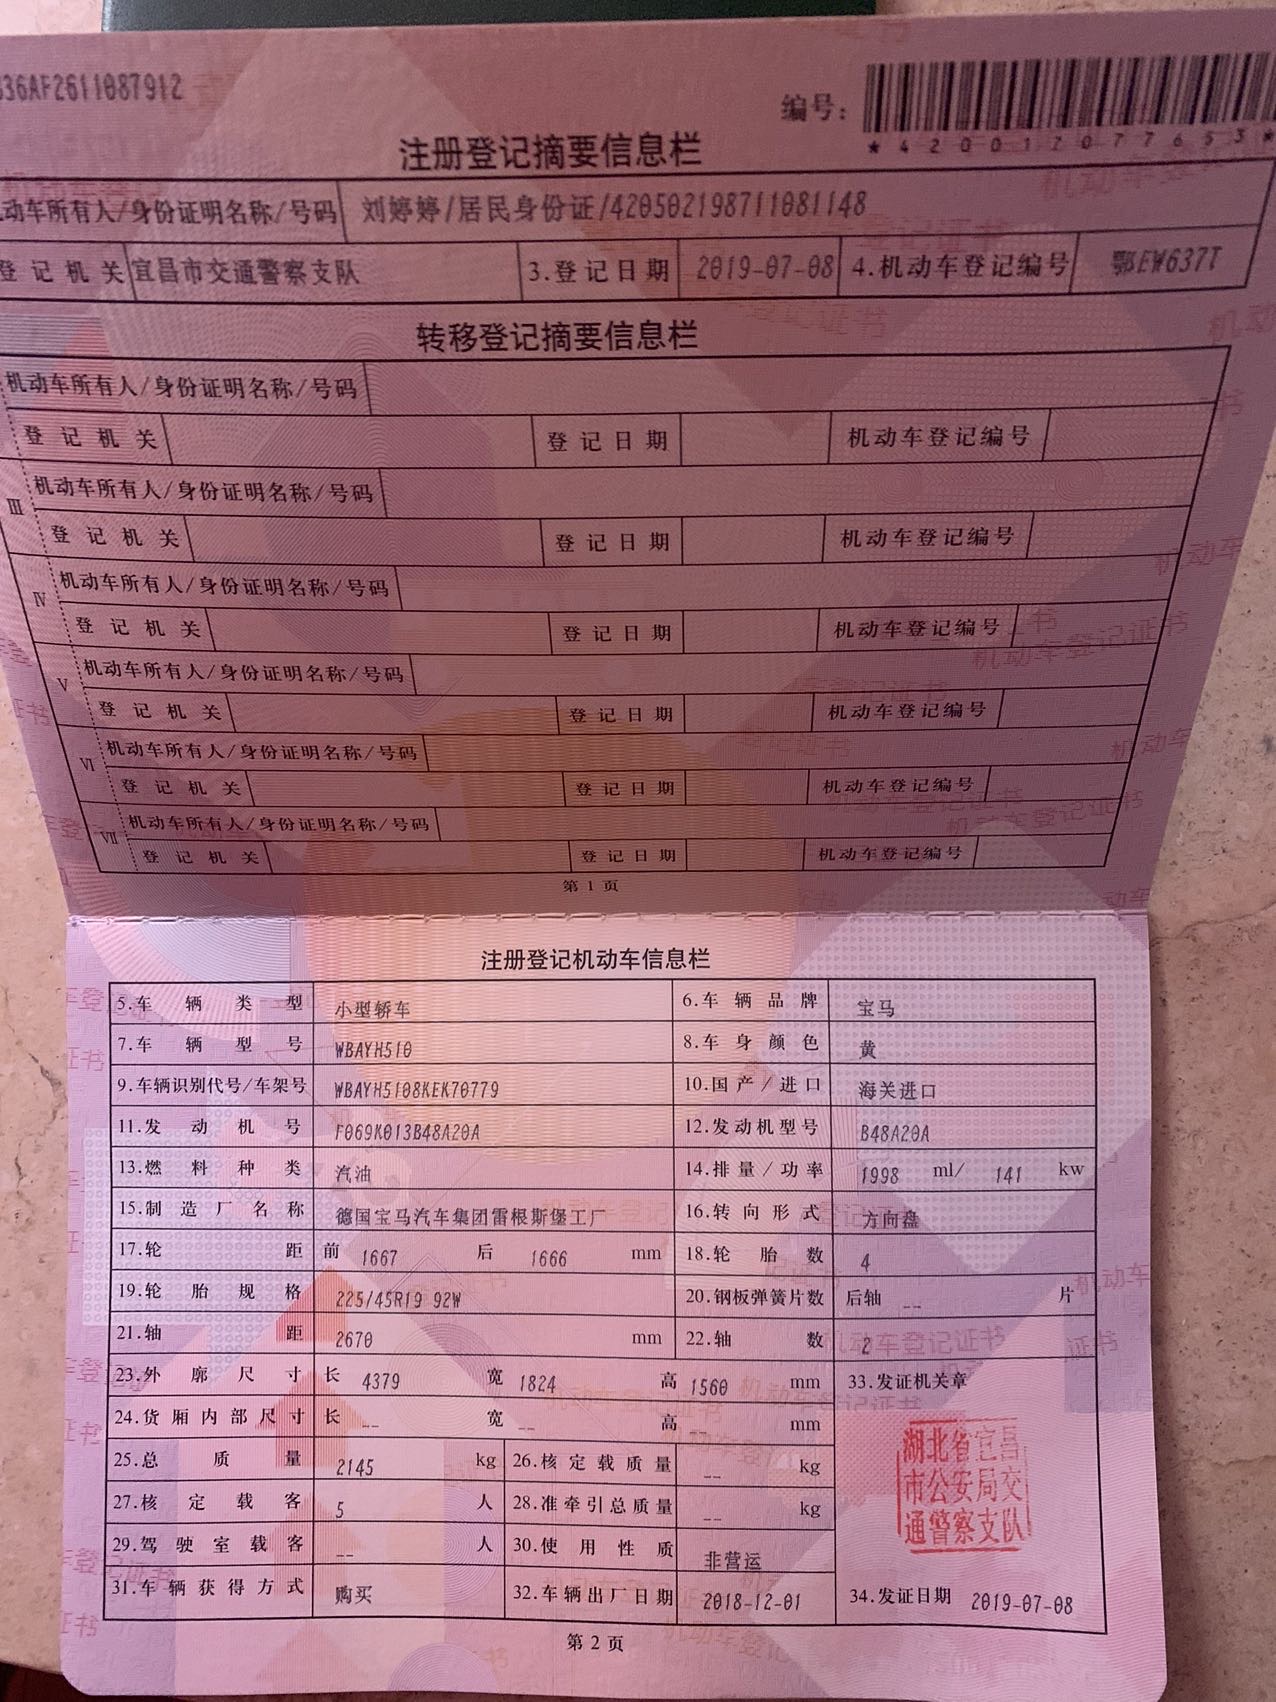 36AF2611087912
编号:
*420012077653*
注册登记摘要信息栏
动车所有人/身份证明名称/号码 刘婷婷/居民身份证/420502198711081148
登记机关 宜昌市交通警察支队 3.登记日期 2019-07-08 4.机动车登记编号 鄂EW637T
转移登记摘要信息栏
机动车所有人/身份证明名称/号码
登记机关 登记日期 机动车登记编号
Ⅲ 机动车所有人/身份证明名称/号码
登记机关 登记日期 机动车登记编号
Ⅳ 机动车所有人/身份证明名称/号码
登记机关 登记日期 机动车登记编号
Ⅴ 机动车所有人/身份证明名称/号码
登记机关 登记日期 机动车登记编号
Ⅵ 机动车所有人/身份证明名称/号码
登记机关 登记日期 机动车登记编号
Ⅶ 机动车所有人/身份证明名称/号码
登记机关 登记日期 机动车登记编号
第1页
注册登记机动车信息栏
5.车辆类型 小型轿车 6.车辆品牌 宝马
7.车辆型号 WBAYH510 8.车身颜色 黄
9.车辆识别代号/车架号 WBAYH5108KEK70779 10.国产/进口 海关进口
11.发动机号 F069K013B48A20A 12.发动机型号 B48A20A
13.燃料种类 汽油 14.排量/功率 1998 ml/ 141 kw
15.制造厂名称 德国宝马汽车集团雷根斯堡工厂 16.转向形式 方向盘
17.轮距 前 1667 后 1666 mm 18.轮胎数 4
19.轮胎规格 225/45R19 92W 20.钢板弹簧片数 后轴 -- 片
21.轴距 2670 mm 22.轴数 2
23.外廓尺寸 长 4379 宽 1824 高 1560 mm 33.发证机关章
24.货厢内部尺寸 长 -- 宽 -- 高 -- mm
25.总质量 2145 kg 26.核定载质量 -- kg
27.核定载客 5 人 28.准牵引总质量 -- kg
29.驾驶室载客 -- 人 30.使用性质 非营运
湖北省宜昌
市公安局交
通警察支队
31.车辆获得方式 购买 32.车辆出厂日期 2018-12-01 34.发证日期 2019-07-08
第2页